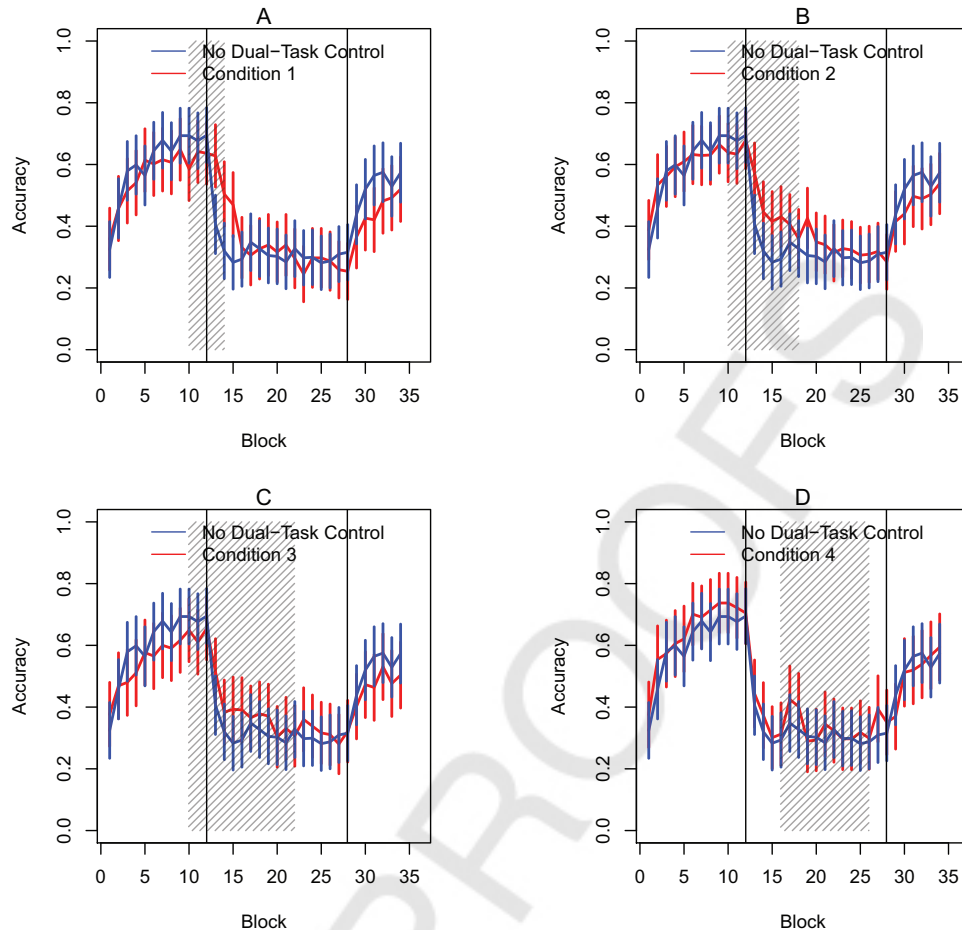 A
No Dual−Task Control
Condition 1
Accuracy
0.0 0.2 0.4 0.6 0.8 1.0
0 5 10 15 20 25 30 35
Block
B
No Dual−Task Control
Condition 2
Accuracy
0.0 0.2 0.4 0.6 0.8 1.0
0 5 10 15 20 25 30 35
Block
C
No Dual−Task Control
Condition 3
Accuracy
0.0 0.2 0.4 0.6 0.8 1.0
0 5 10 15 20 25 30 35
Block
D
No Dual−Task Control
Condition 4
Accuracy
0.0 0.2 0.4 0.6 0.8 1.0
0 5 10 15 20 25 30 35
Block
PROOFS